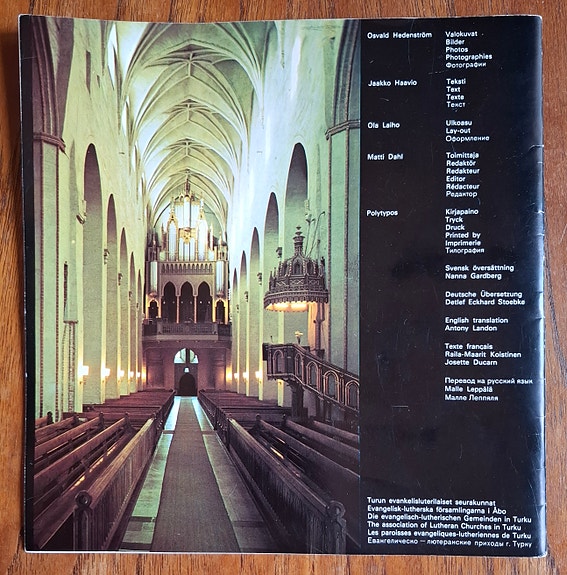 Osvald Hedenström
Valokuvat
Bilder
Photos
Photographies
Фотографии
Jaakko Haavio
Teksti
Text
Texte
Текст
Ola Laiho
Ulkoasu
Lay-out
Оформление
Matti Dahl
Toimittaja
Redaktör
Redakteur
Editor
Rédacteur
Редактор
Polytypos
Kirjapaino
Tryck
Druck
Printed by
Imprimerie
Типография
Svensk översättning
Nanna Gardberg
Deutsche Übersetzung
Detlef Eckhard Stoebke
English translation
Antony Landon
Texte français
Raila-Maarit Koistinen
Josette Ducarn
Перевод на русский язык
Malle Leppälä
Малле Леппяля
Turun evankelisluterilaiset seurakunnat
Evangelisk-lutherska församlingarna i Åbo
Die evangelisch-lutherischen Gemeinden in Turku
The association of Lutheran Churches in Turku
Les paroisses evangeliques-lutheriennes de Turku
Евангелическо — лютеранские приходы г. Турку